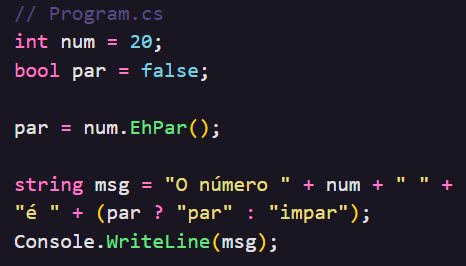 // Program.cs
int num = 20;
bool par = false;
par = num.EhPar();
string msg = "O número " + num + " " +
"é " + (par ? "par" : "impar");
Console.WriteLine(msg);